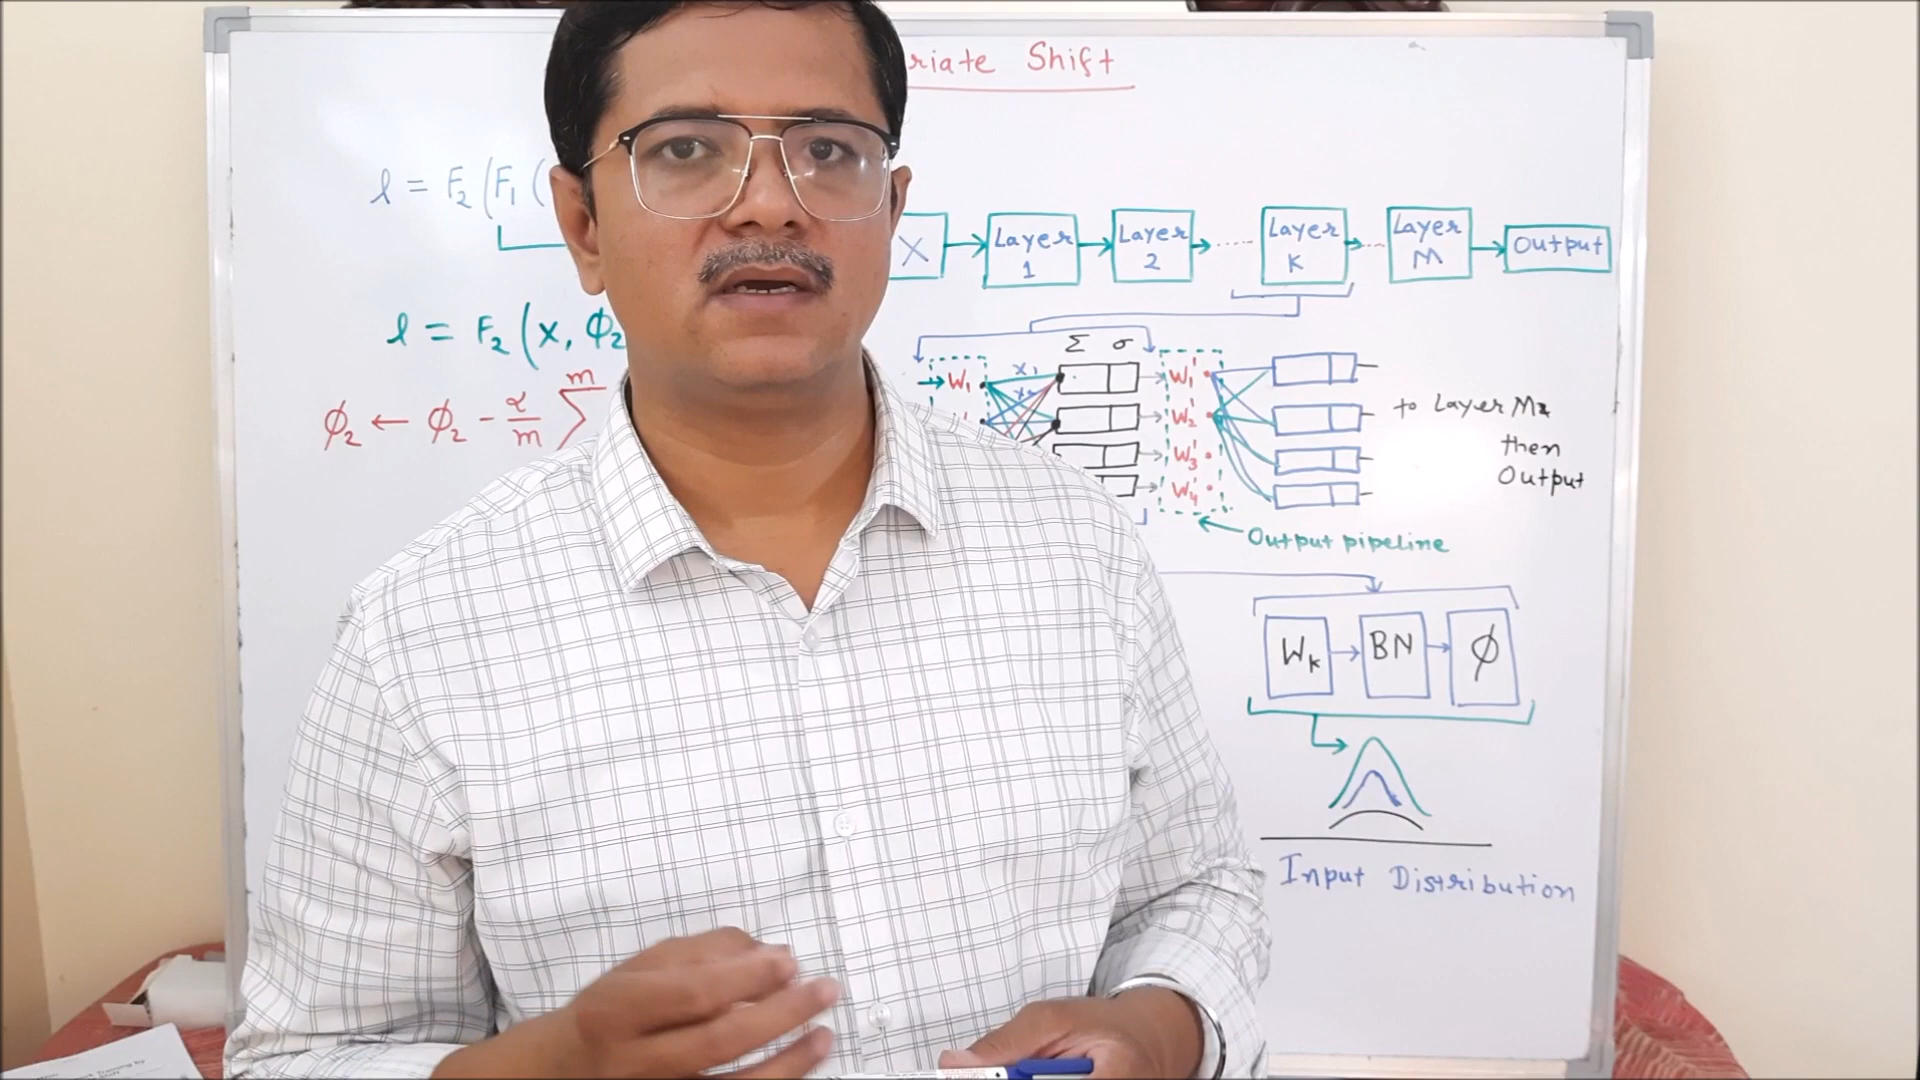 riate Shift
l = F₂(F₁(
X → Layer 1 → Layer 2 → ...... Layer K → ...... Layer M → Output
l = F₂(x, ϕ₂
Σ σ
→ W₁ x₁
W₁'
W₂'
W₃'
W₄'
ϕ₂ ← ϕ₂ - α/m Σ m
to Layer M
then
Output
Output pipeline
Wₖ → BN → ϕ
Input Distribution